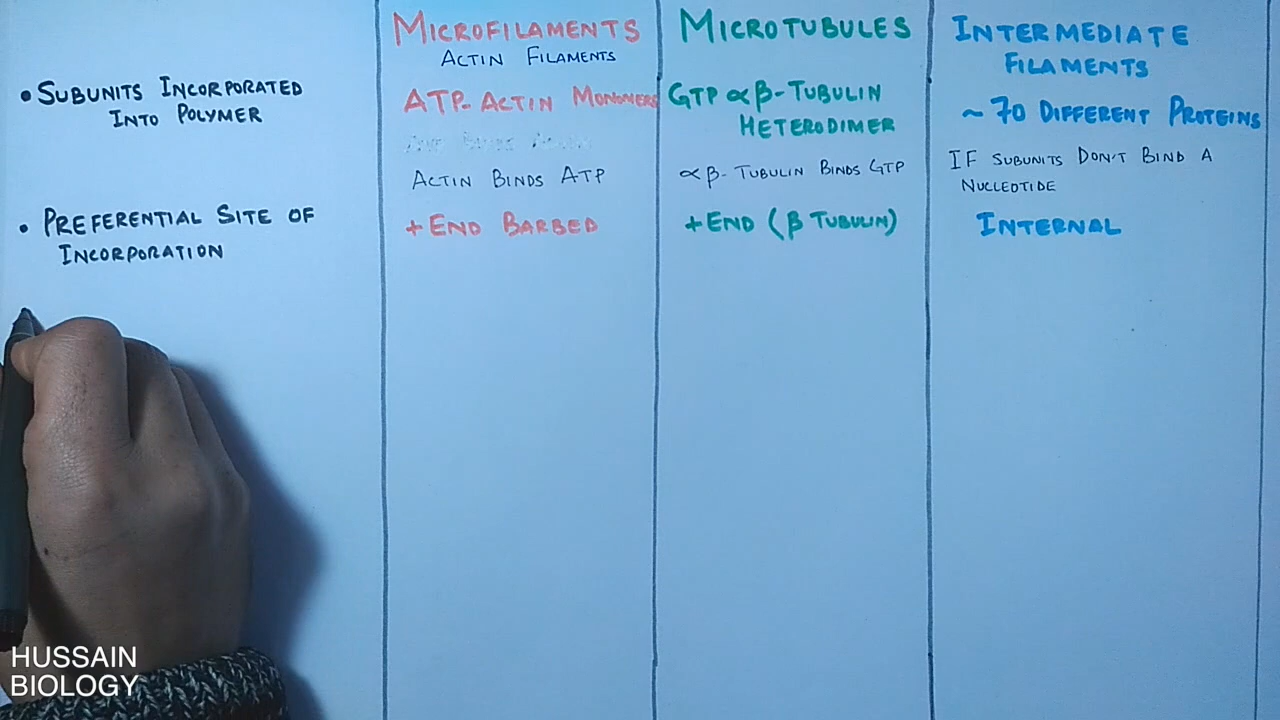 MICROFILAMENTS
ACTIN FILAMENTS
MICROTUBULES
INTERMEDIATE
FILAMENTS
• SUBUNITS INCORPORATED
INTO POLYMER
ATP-ACTIN MONOMERS
GTP αβ-TUBULIN
HETERODIMER
~ 70 DIFFERENT PROTEINS
ACTIN BINDS ATP
αβ-TUBULIN BINDS GTP
IF SUBUNITS DON'T BIND A
NUCLEOTIDE
• PREFERENTIAL SITE OF
INCORPORATION
+ END BARBED
+ END (β TUBULIN)
INTERNAL
HUSSAIN
BIOLOGY